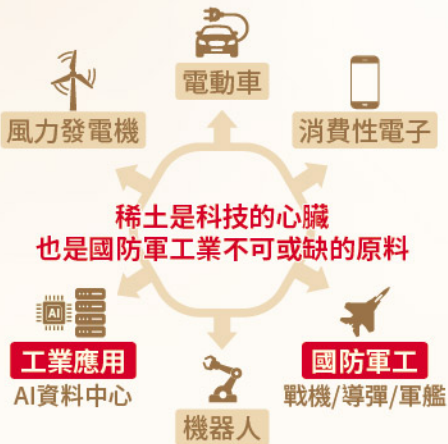 電動車
風力發電機
消費性電子
稀土是科技的心臟
也是國防軍工業不可或缺的原料
AI
工業應用
AI資料中心
國防軍工
戰機/導彈/軍艦
機器人